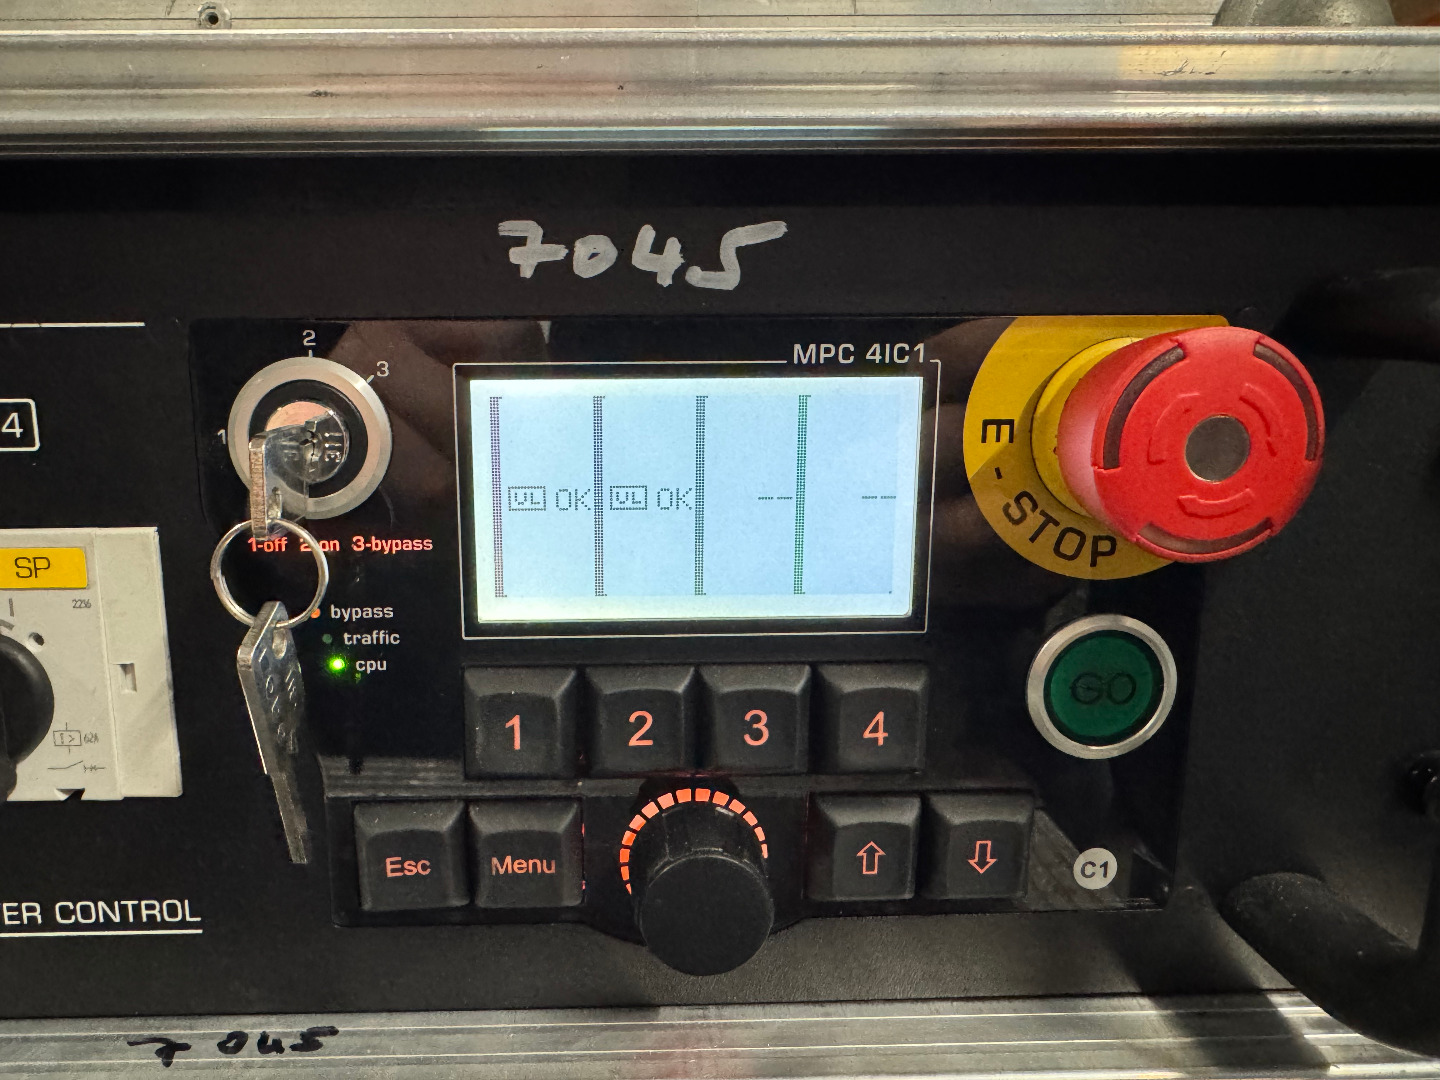 7045
MPC 4IC1
2
3
1
4
1-off 2-on 3-bypass
bypass
traffic
cpu
OK
OK
--
--
E-STOP
GO
SP
1
2
3
4
Esc
Menu
C1
ER CONTROL
7045